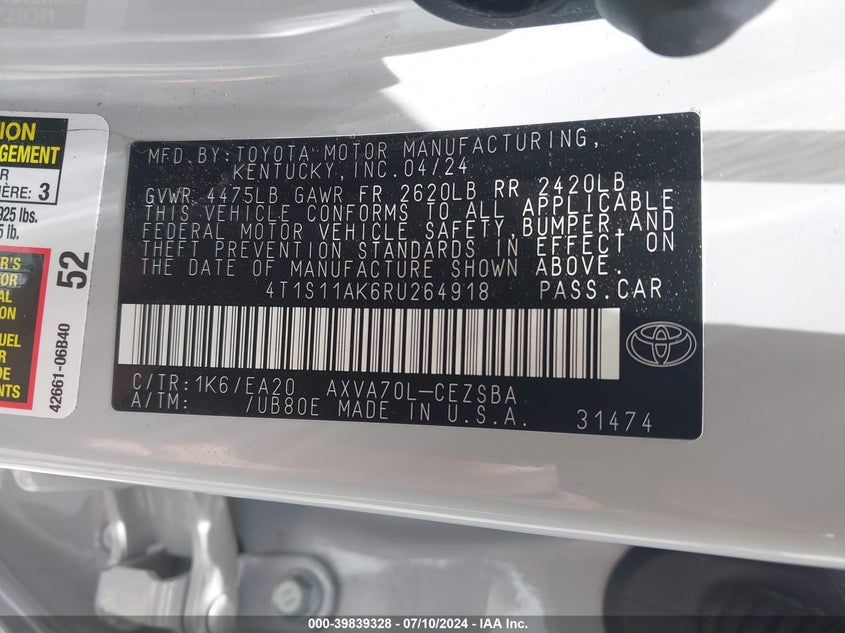 MFD.BY:TOYOTA MOTOR MANUFACTURING,
KENTUCKY, INC.04/24
GVWR 4475LB GAWR FR 2620LB RR 2420LB
THIS VEHICLE CONFORMS TO ALL APPLICABLE
FEDERAL MOTOR VEHICLE SAFETY,BUMPER,AND
THEFT PREVENTION STANDARDS IN EFFECT ON
THE DATE OF MANUFACTURE SHOWN ABOVE.
4T1S11AK6RU264918 PASS.CAR
C/TR:1K6/EA20 AXVA70L-CEZSBA
A/TM: /UB80E MADE IN U.S.A.
31474
3
925 lbs.
5 lb.
52
42661-06B40
000-39839328 - 07/10/2024 - IAA Inc.